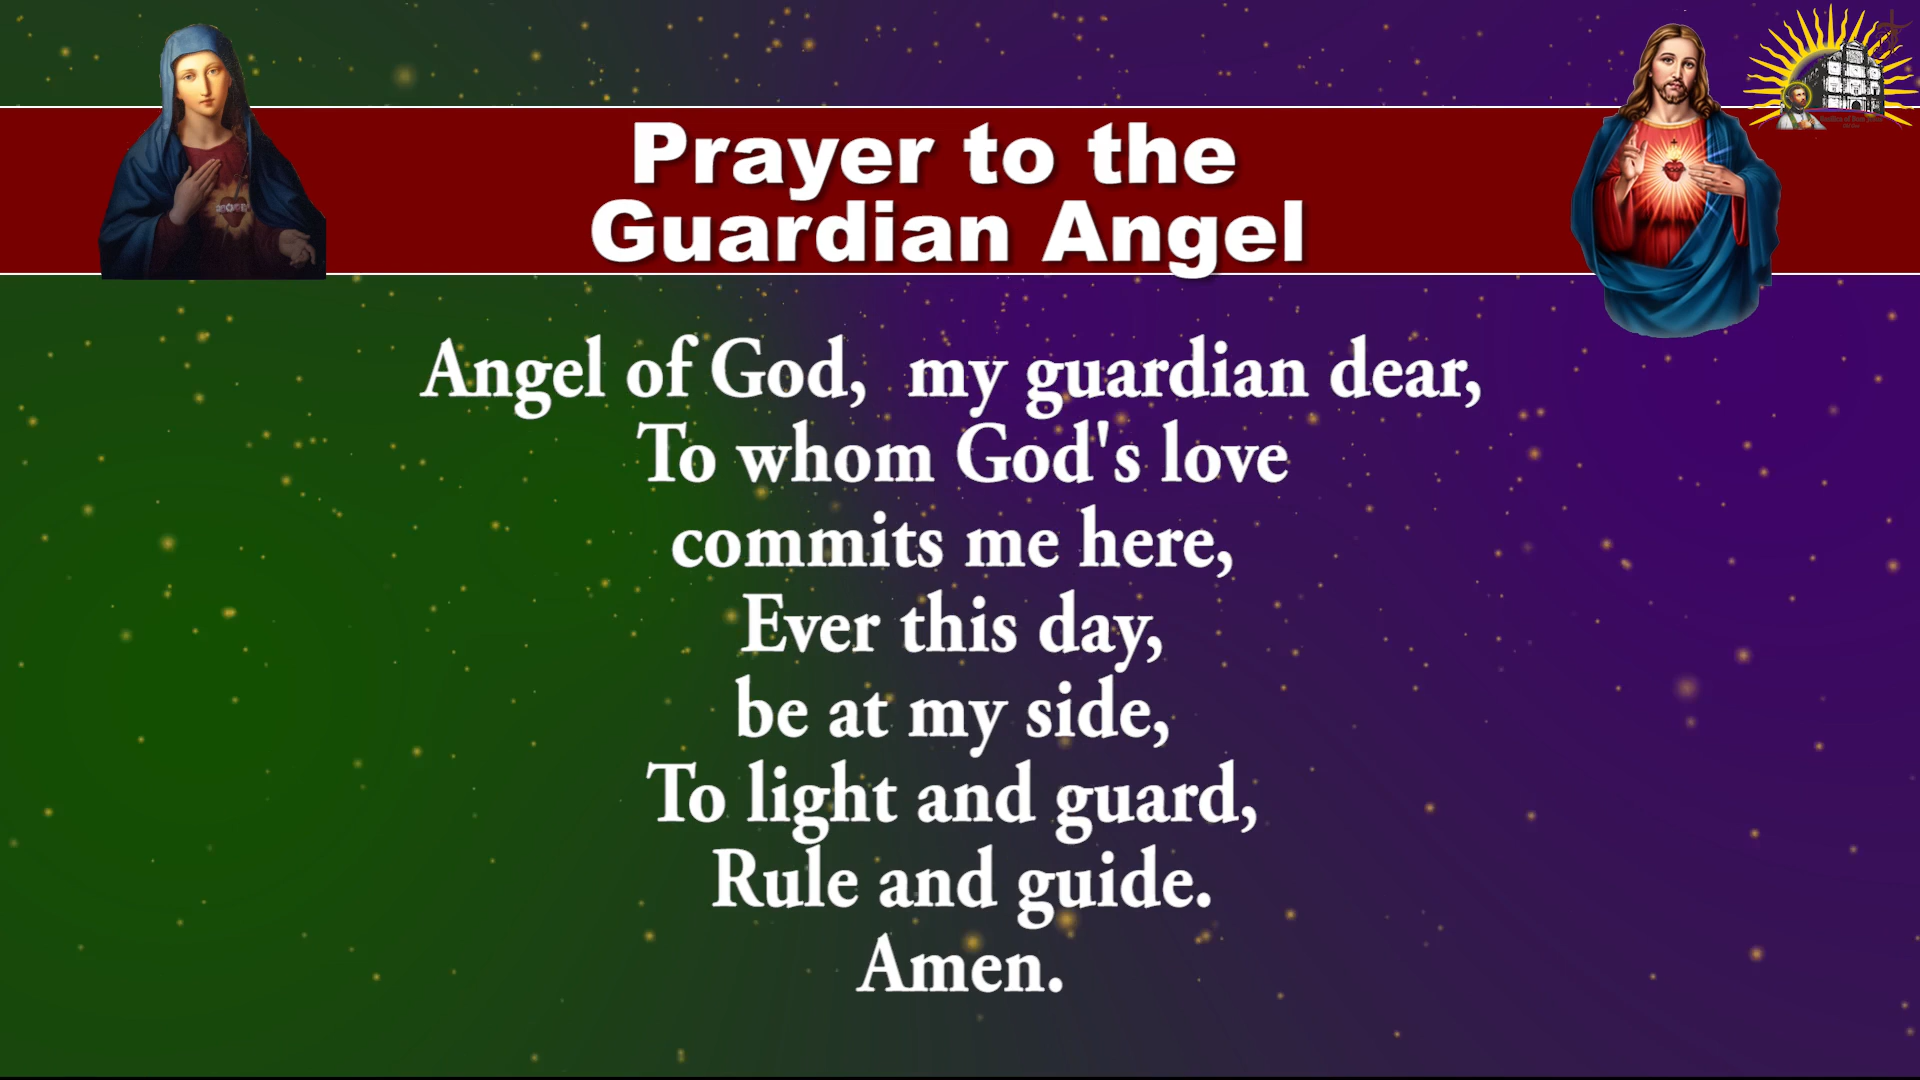 Prayer to the
Guardian Angel
Angel of God, my guardian dear,
To whom God's love
commits me here,
Ever this day,
be at my side,
To light and guard,
Rule and guide.
Amen.